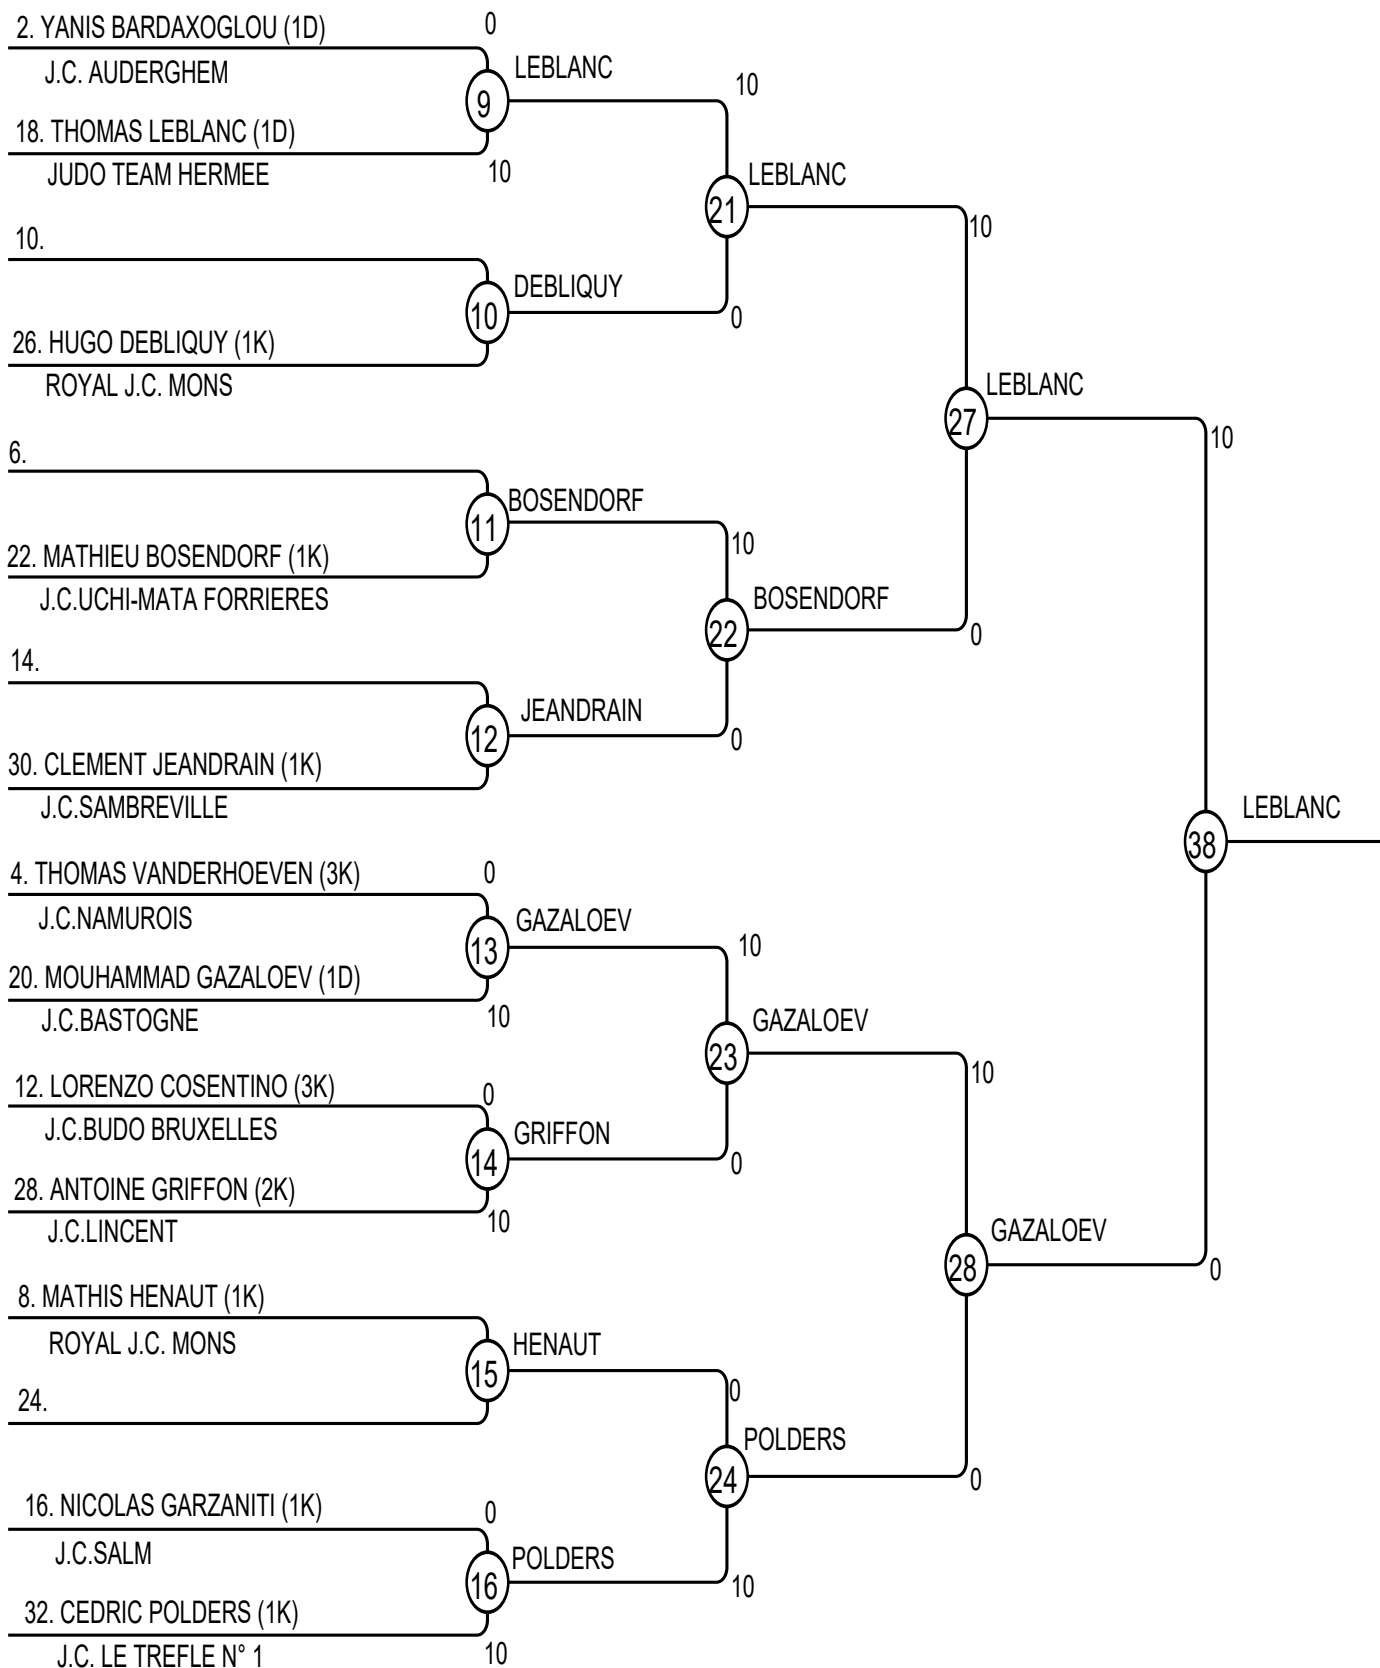 2. YANIS BARDAXOGLOU (1D)
0
J.C. AUDERGHEM
9
LEBLANC
10
18. THOMAS LEBLANC (1D)
JUDO TEAM HERMEE
10
21
LEBLANC
10
10.
10
DEBLIQUY
0
26. HUGO DEBLIQUY (1K)
ROYAL J.C. MONS
27
LEBLANC
10
6.
11
BOSENDORF
10
22. MATHIEU BOSENDORF (1K)
J.C.UCHI-MATA FORRIERES
22
BOSENDORF
0
14.
12
JEANDRAIN
0
30. CLEMENT JEANDRAIN (1K)
J.C.SAMBREVILLE
38
LEBLANC
4. THOMAS VANDERHOEVEN (3K)
0
J.C.NAMUROIS
13
GAZALOEV
10
20. MOUHAMMAD GAZALOEV (1D)
J.C.BASTOGNE
10
23
GAZALOEV
10
12. LORENZO COSENTINO (3K)
0
J.C.BUDO BRUXELLES
14
GRIFFON
0
28. ANTOINE GRIFFON (2K)
J.C.LINCENT
10
28
GAZALOEV
0
8. MATHIS HENAUT (1K)
ROYAL J.C. MONS
15
HENAUT
0
24.
24
POLDERS
0
16. NICOLAS GARZANITI (1K)
0
J.C.SALM
16
POLDERS
10
32. CEDRIC POLDERS (1K)
J.C. LE TREFLE N° 1
10